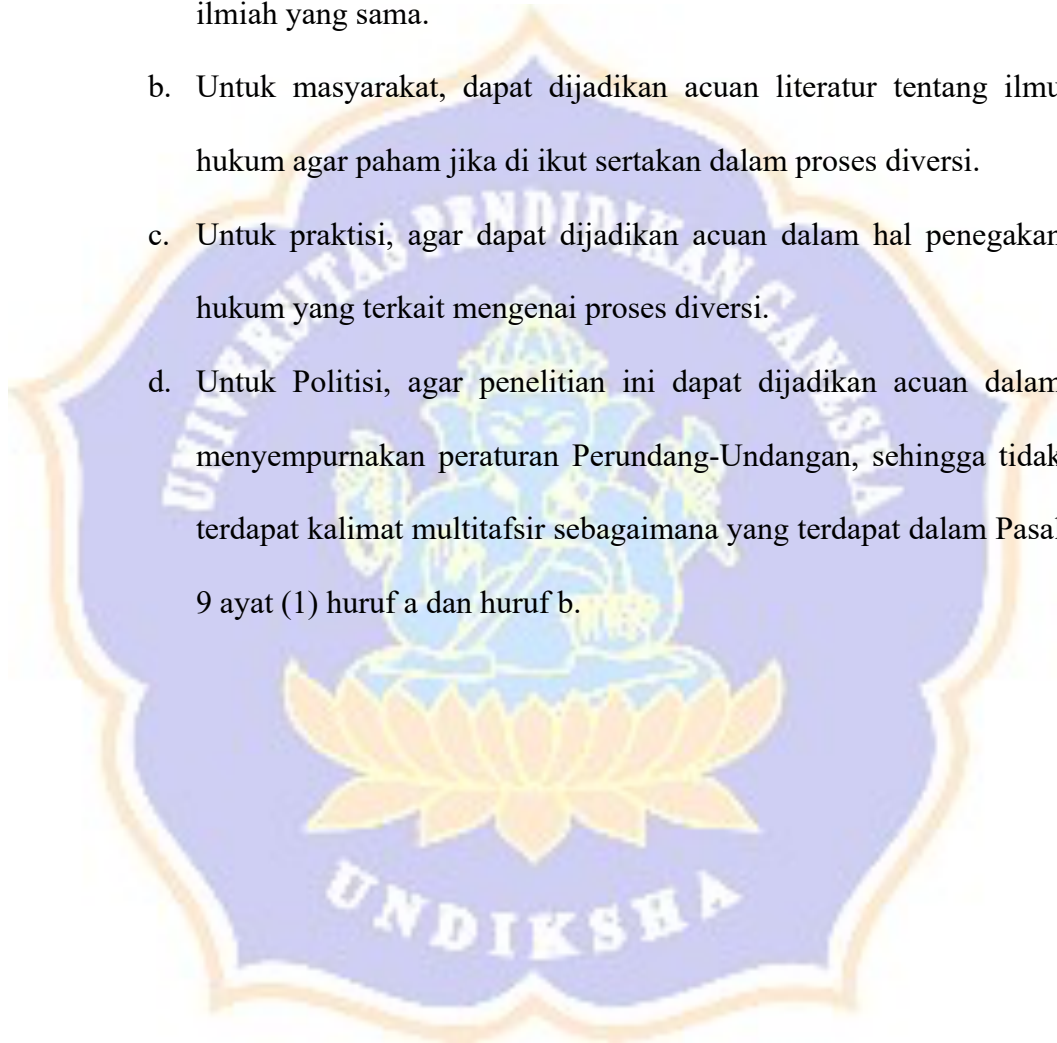 ilmiah yang sama.
b. Untuk masyarakat, dapat dijadikan acuan literatur tentang ilmu
hukum agar paham jika di ikut sertakan dalam proses diversi.
c. Untuk praktisi, agar dapat dijadikan acuan dalam hal penegakan
hukum yang terkait mengenai proses diversi.
d. Untuk Politisi, agar penelitian ini dapat dijadikan acuan dalam
menyempurnakan peraturan Perundang-Undangan, sehingga tidak
terdapat kalimat multitafsir sebagaimana yang terdapat dalam Pasal
9 ayat (1) huruf a dan huruf b.
UNIVERSITAS PENDIDIKAN GANESHA
UNDIKSHA